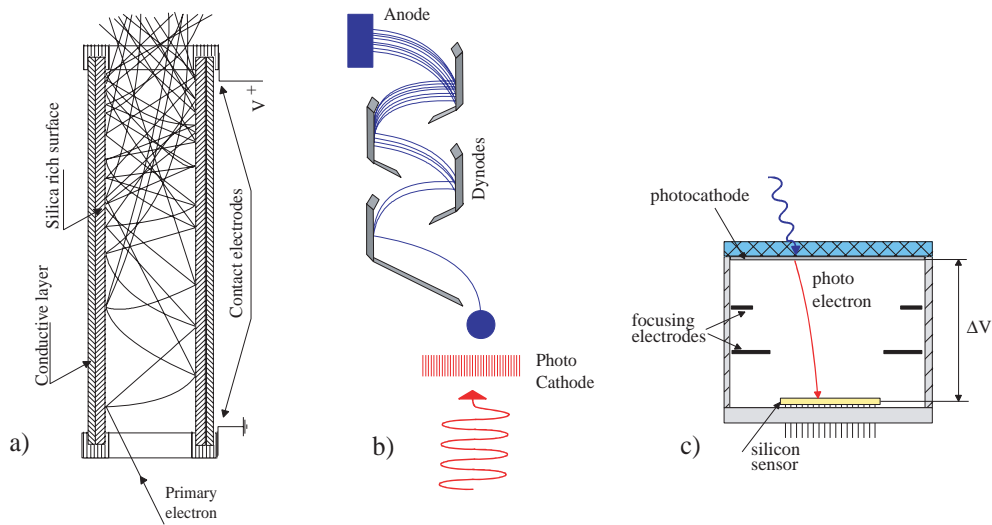 Silica rich surface
Conductive layer
V +
Contact electrodes
Primary
electron
a)
Anode
Dynodes
Photo
Cathode
b)
photocathode
photo
electron
focusing
electrodes
ΔV
silicon
sensor
c)